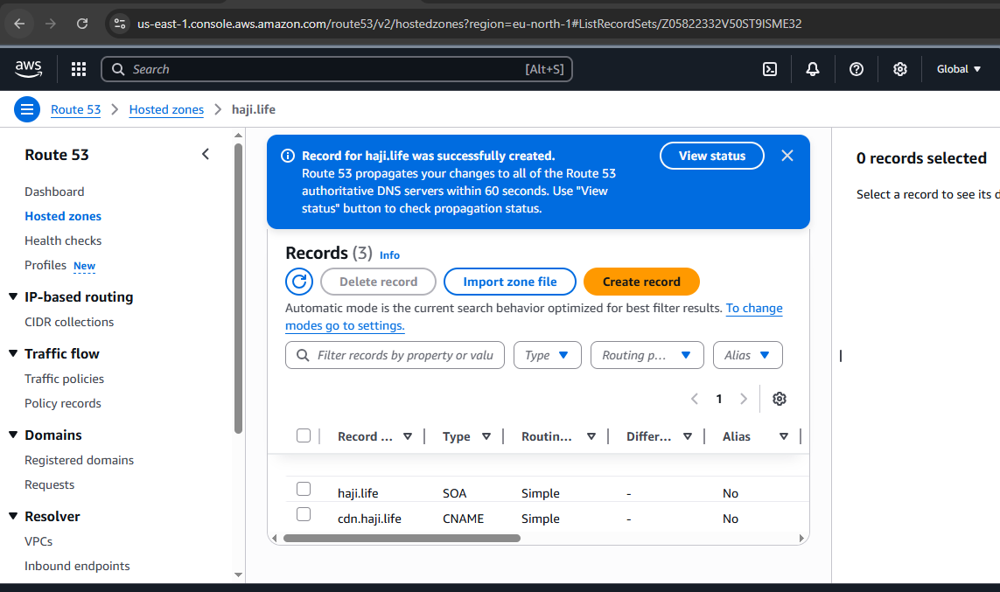 us-east-1.console.aws.amazon.com/route53/v2/hostedzones?region=eu-north-1#ListRecordSets/Z05822332V50ST9ISME32
aws
Search
[Alt+S]
Global
Route 53
Hosted zones
haji.life
Route 53
Dashboard
Hosted zones
Health checks
Profiles New
IP-based routing
CIDR collections
Traffic flow
Traffic policies
Policy records
Domains
Registered domains
Requests
Resolver
VPCs
Inbound endpoints
Record for haji.life was successfully created.
Route 53 propagates your changes to all of the Route 53
authoritative DNS servers within 60 seconds. Use "View
status" button to check propagation status.
View status
Records (3) Info
Delete record
Import zone file
Create record
Automatic mode is the current search behavior optimized for best filter results. To change
modes go to settings.
Filter records by property or valu
Type
Routing p...
Alias
1
Record ... Type Routin... Differ... Alias
haji.life SOA Simple - No
cdn.haji.life CNAME Simple - No
0 records selected
Select a record to see its d